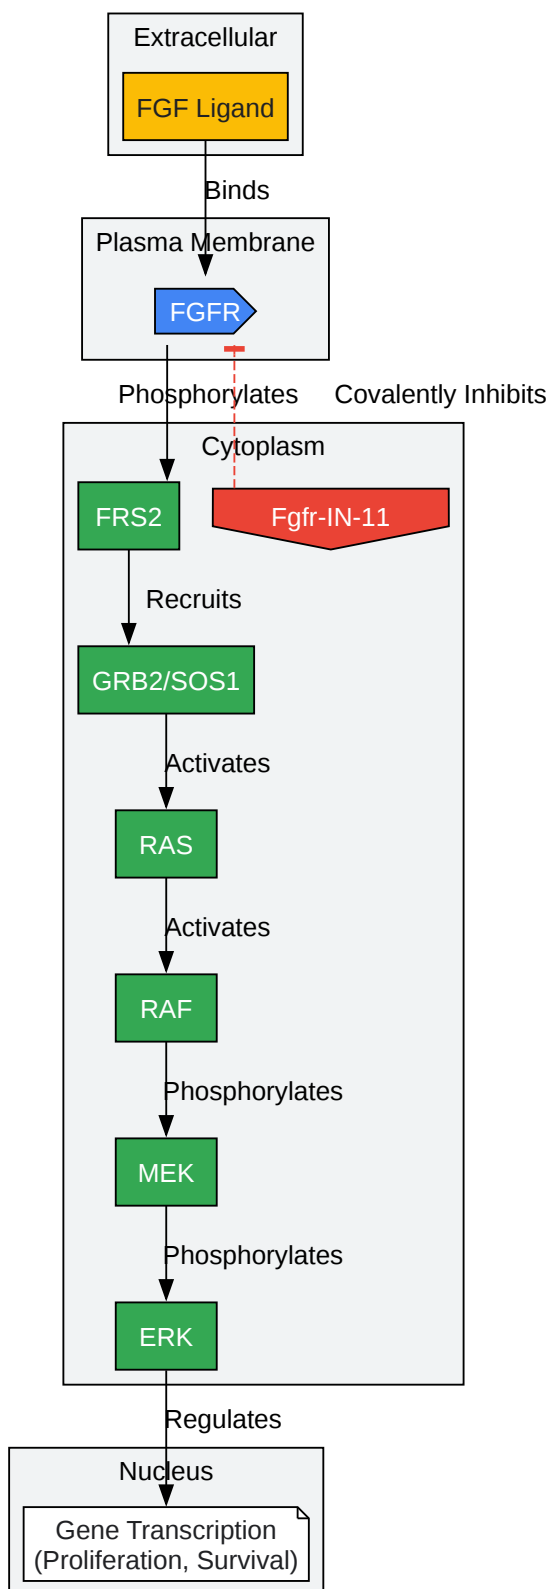 Extracellular
FGF Ligand
Binds
Plasma Membrane
FGFR
Phosphorylates
Covalently Inhibits
Cytoplasm
FRS2
Fgfr-IN-11
Recruits
GRB2/SOS1
Activates
RAS
Activates
RAF
Phosphorylates
MEK
Phosphorylates
ERK
Regulates
Nucleus
Gene Transcription
(Proliferation, Survival)